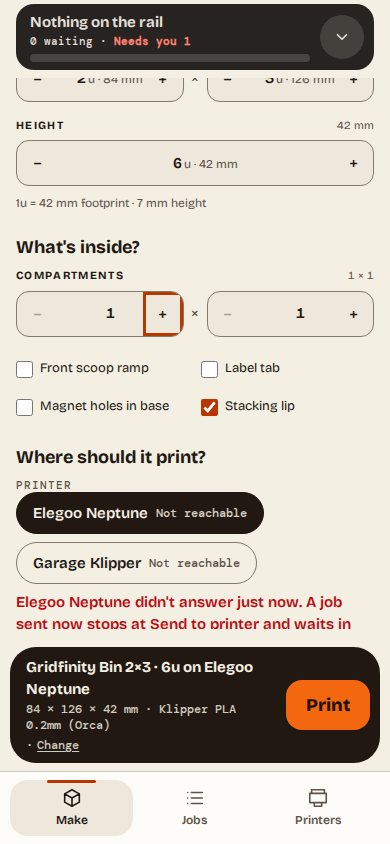 Nothing on the rail
0 waiting · Needs you 1
− 2 u · 84 mm + × − 3 u · 126 mm +
HEIGHT 42 mm
− 6 u · 42 mm +
1u = 42 mm footprint · 7 mm height
What's inside?
COMPARTMENTS 1 × 1
− 1 + × − 1 +
Front scoop ramp Label tab
Magnet holes in base Stacking lip
Where should it print?
PRINTER
Elegoo Neptune Not reachable
Garage Klipper Not reachable
Elegoo Neptune didn't answer just now. A job
sent now stops at Send to printer and waits in
Gridfinity Bin 2×3 · 6u on Elegoo
Neptune
84 × 126 × 42 mm · Klipper PLA
0.2mm (Orca)
· Change
Print
Make Jobs Printers